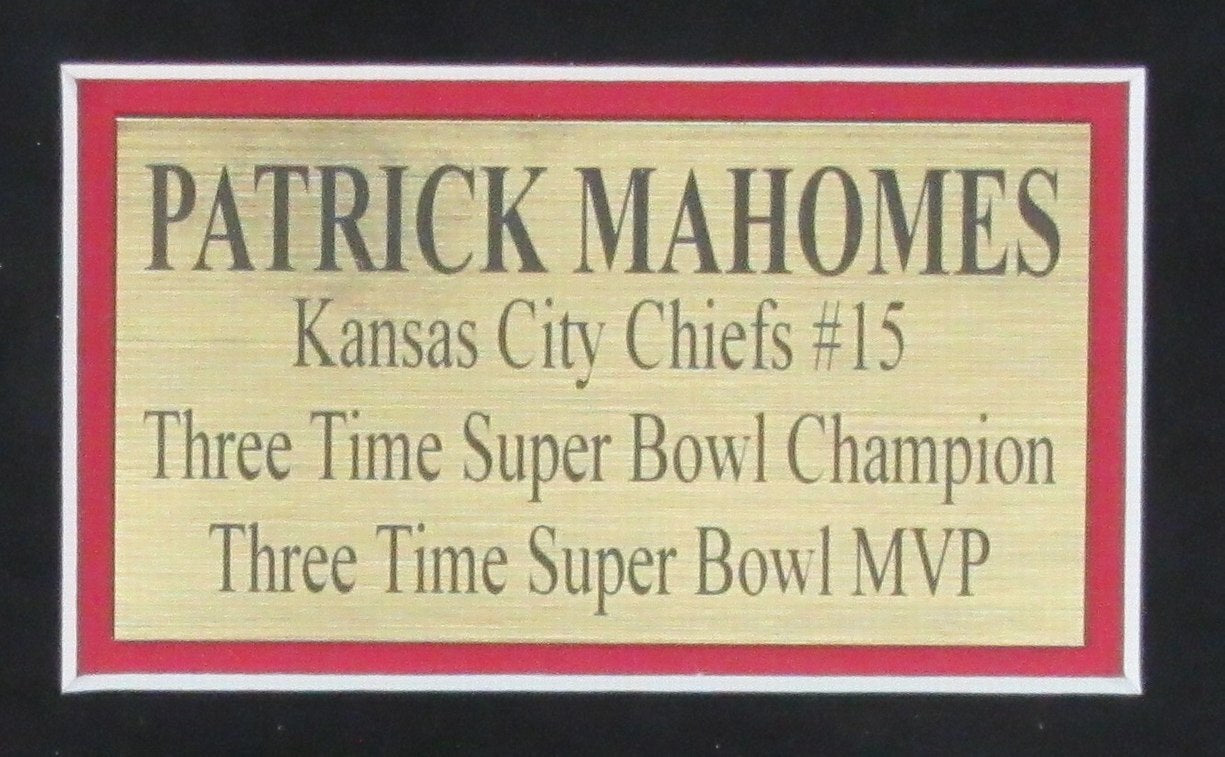 PATRICK MAHOMES
Kansas City Chiefs #15
Three Time Super Bowl Champion
Three Time Super Bowl MVP